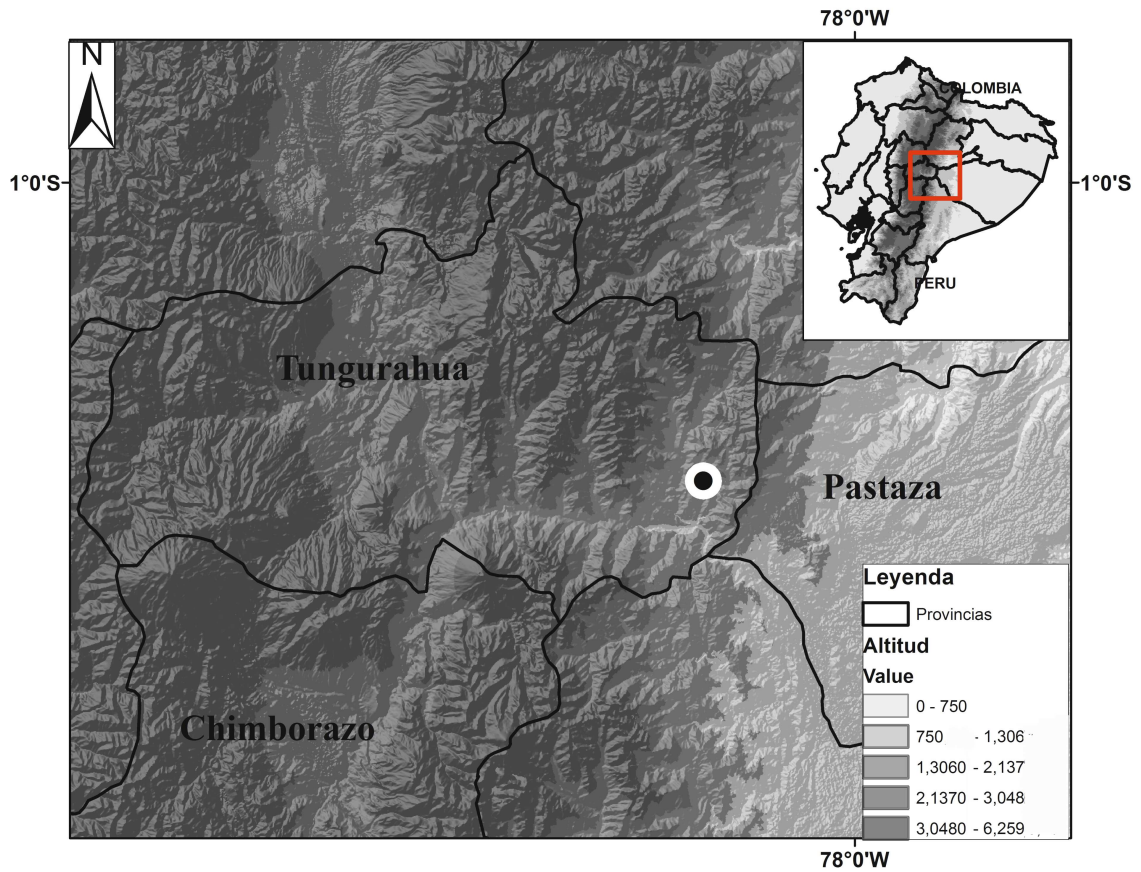 78°0'W
N
COLOMBIA
1°0'S
1°0'S
PERU
Tungurahua
Pastaza
Leyenda
Provincias
Altitud
Value
0 - 750
750 - 1,306
1,3060 - 2,137
2,1370 - 3,048
3,0480 - 6,259
Chimborazo
78°0'W